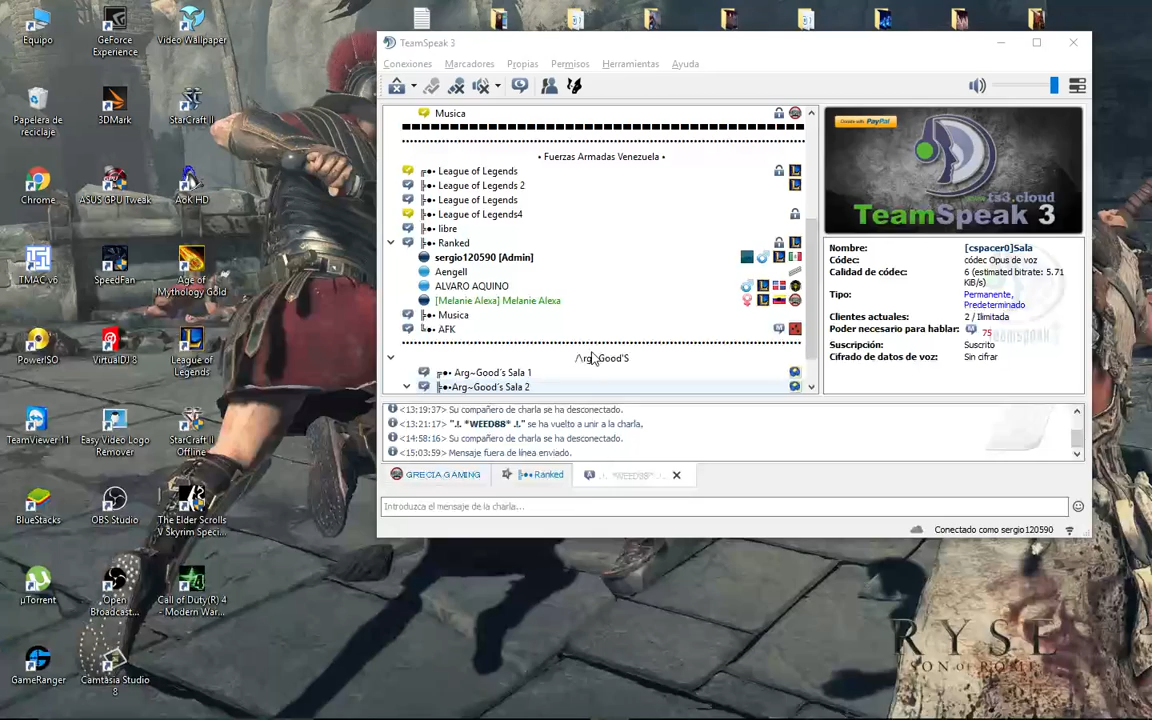 Equipo
GeForce Experience
Video Wallpaper
Papelera de reciclaje
3DMark
StarCraft II
Chrome
ASUS GPU Tweak
AoK HD
TMAC v6
SpeedFan
Age of Mythology Gold
PowerISO
VirtualDJ 8
League of Legends
TeamViewer 11
Easy Video Logo Remover
StarCraft II Offline
BlueStacks
OBS Studio
The Elder Scrolls V Skyrim Speci...
µTorrent
Open Broadcast...
Call of Duty(R) 4 - Modern War...
GameRanger
Camtasia Studio 8
TeamSpeak 3
Conexiones Marcadores Propias Permisos Herramientas Ayuda
Musica
• Fuerzas Armadas Venezuela •
╔●• League of Legends
╠●• League of Legends 2
╠●• League of Legends
╠●• League of Legends4
╠●• libre
╠●• Ranked
sergio120590 [Admin]
Aengell
ALVARO AQUINO
[Melanie Alexa] Melanie Alexa
╠●• Musica
╚●• AFK
╔●• Arg~Good´s Sala 1
╠●•Arg~Good´s Sala 2
Donate with PayPal
www.ts3.cloud
TeamSpeak 3
Nombre: [cspacer0]Sala
Códec: códec Opus de voz
Calidad de códec: 6 (estimated bitrate: 5.71 KiB/s)
Tipo: Permanente, Predeterminado
Clientes actuales: 2 / Ilimitada
Poder necesario para hablar: 75
Suscripción: Suscrito
Cifrado de datos de voz: Sin cifrar
<13:19:37> Su compañero de charla se ha desconectado.
<13:21:17> ".!. *WEED88* .!." se ha vuelto a unir a la charla,
<14:58:16> Su compañero de charla se ha desconectado.
<15:03:59> Mensaje fuera de línea enviado.
GRECIA GAMING
╠●• Ranked
.!. *WEED88* .!.
Introduzca el mensaje de la charla...
Conectado como sergio120590
RYSE
SON OF ROME